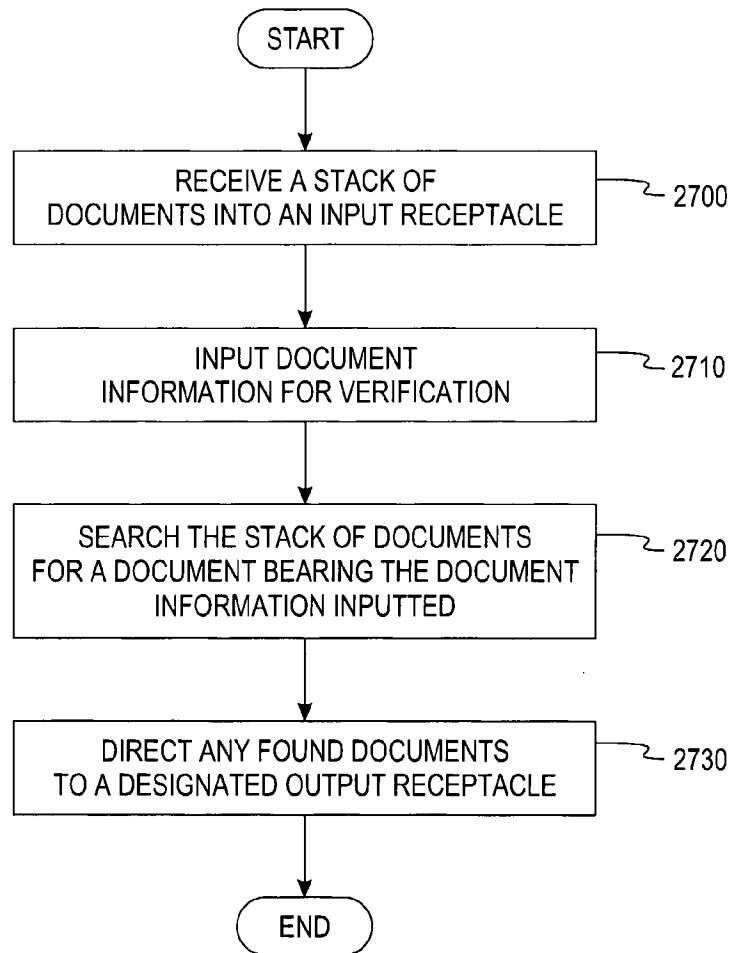 START
RECEIVE A STACK OF
DOCUMENTS INTO AN INPUT RECEPTACLE
2700
INPUT DOCUMENT
INFORMATION FOR VERIFICATION
2710
SEARCH THE STACK OF DOCUMENTS
FOR A DOCUMENT BEARING THE DOCUMENT
INFORMATION INPUTTED
2720
DIRECT ANY FOUND DOCUMENTS
TO A DESIGNATED OUTPUT RECEPTACLE
2730
END